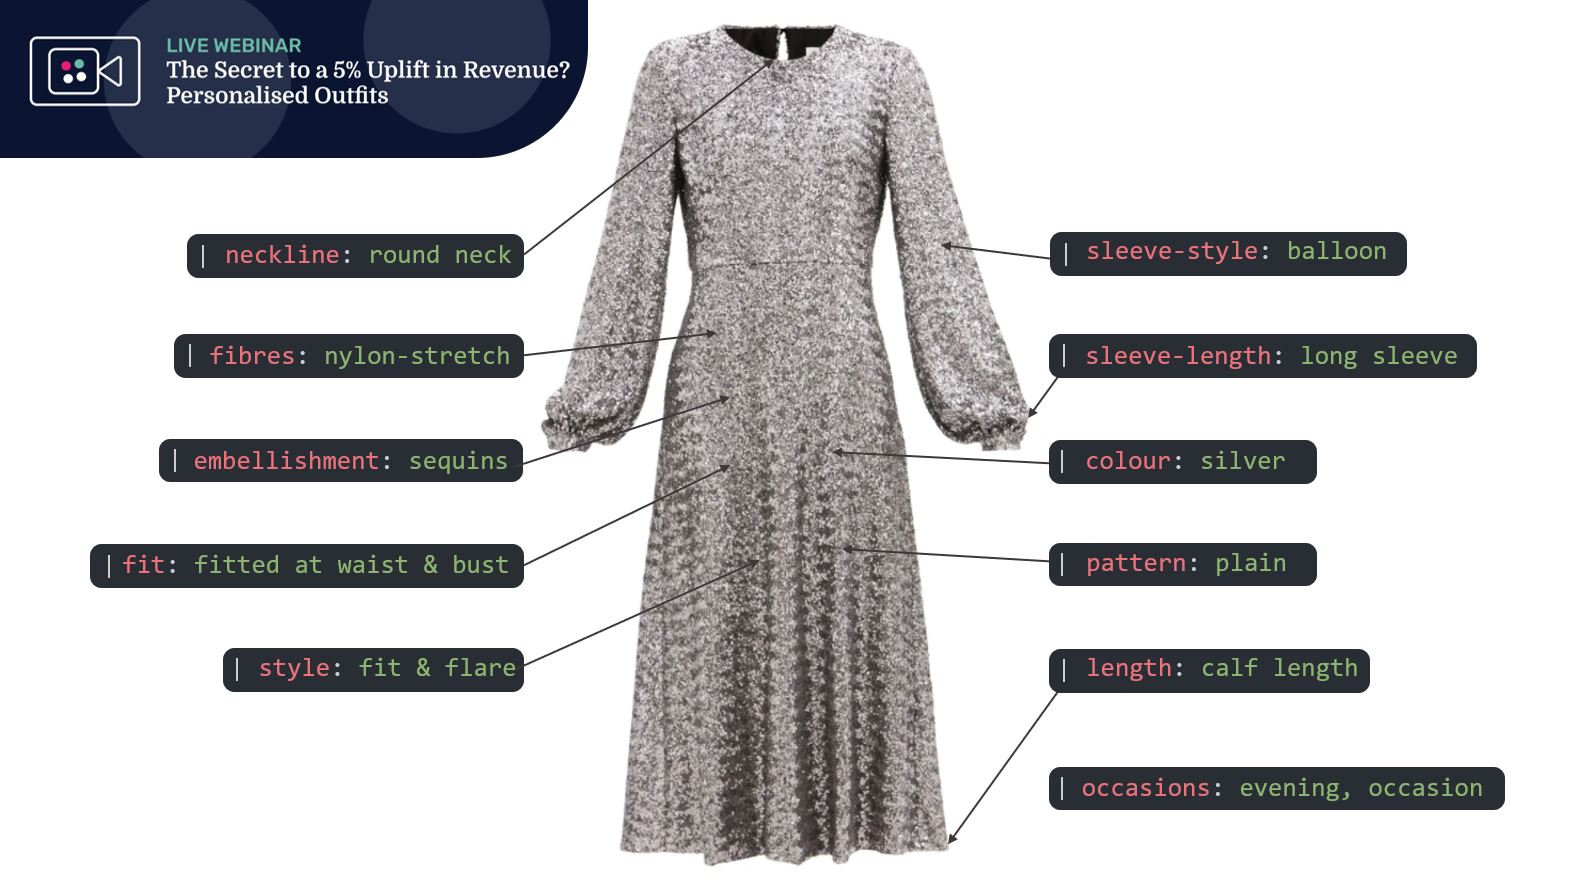 LIVE WEBINAR
The Secret to a 5% Uplift in Revenue?
Personalised Outfits
| neckline: round neck
| fibres: nylon-stretch
| embellishment: sequins
| fit: fitted at waist & bust
| style: fit & flare
| sleeve-style: balloon
| sleeve-length: long sleeve
| colour: silver
| pattern: plain
| length: calf length
| occasions: evening, occasion